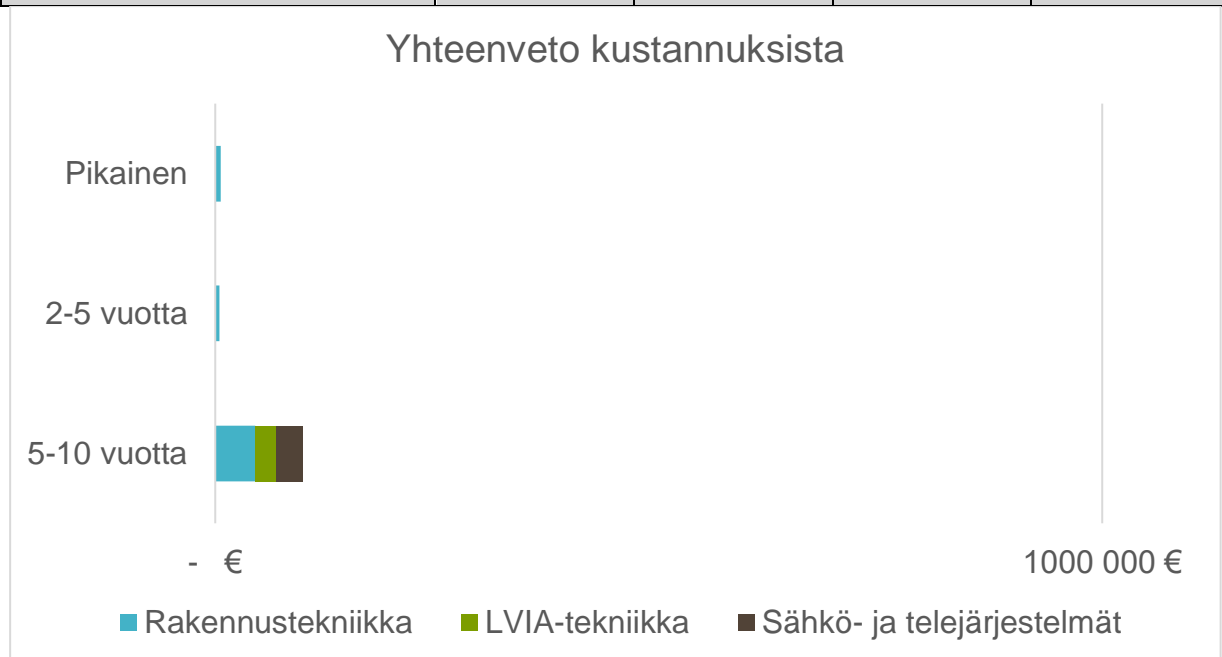 Yhteenveto kustannuksista
Pikainen
2-5 vuotta
5-10 vuotta
- € 1000 000 €
Rakennustekniikka LVIA-tekniikka Sähkö- ja telejärjestelmät